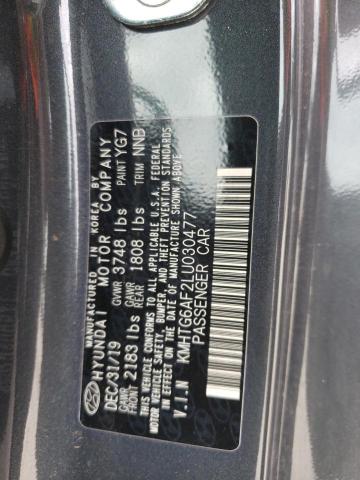 MANUFACTURED IN KOREA BY
HYUNDAI MOTOR COMPANY
DEC/31/19 GVWR 3748 lbs PAINT YG7
GAWR FRONT 2183 lbs GAWR REAR 1808 lbs TRIM NNB
THIS VEHICLE CONFORMS TO ALL APPLICABLE U.S.A. FEDERAL
MOTOR VEHICLE SAFETY, BUMPER, AND THEFT PREVENTION STANDARDS
IN EFFECT ON THE DATE OF MANUFACTURE SHOWN ABOVE.
V.I.N KMHTG6AF2LU030477
PASSENGER CAR